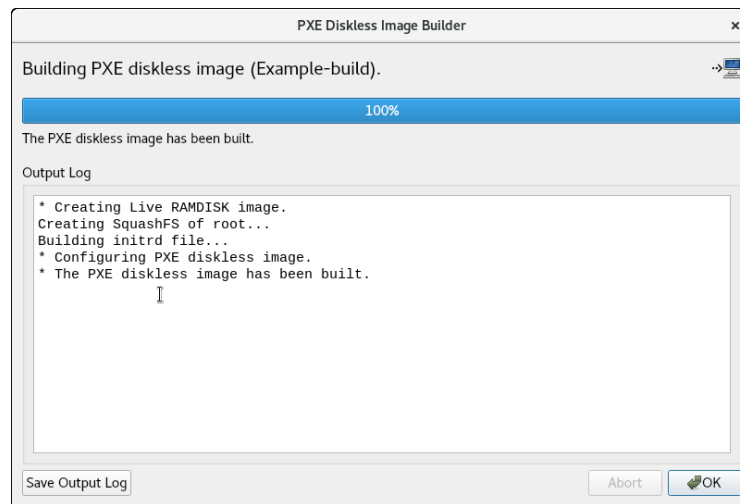 PXE Diskless Image Builder
Building PXE diskless image (Example-build).
100%
The PXE diskless image has been built.
Output Log
* Creating Live RAMDISK image.
Creating SquashFS of root...
Building initrd file...
* Configuring PXE diskless image.
* The PXE diskless image has been built.
Save Output Log
Abort
OK